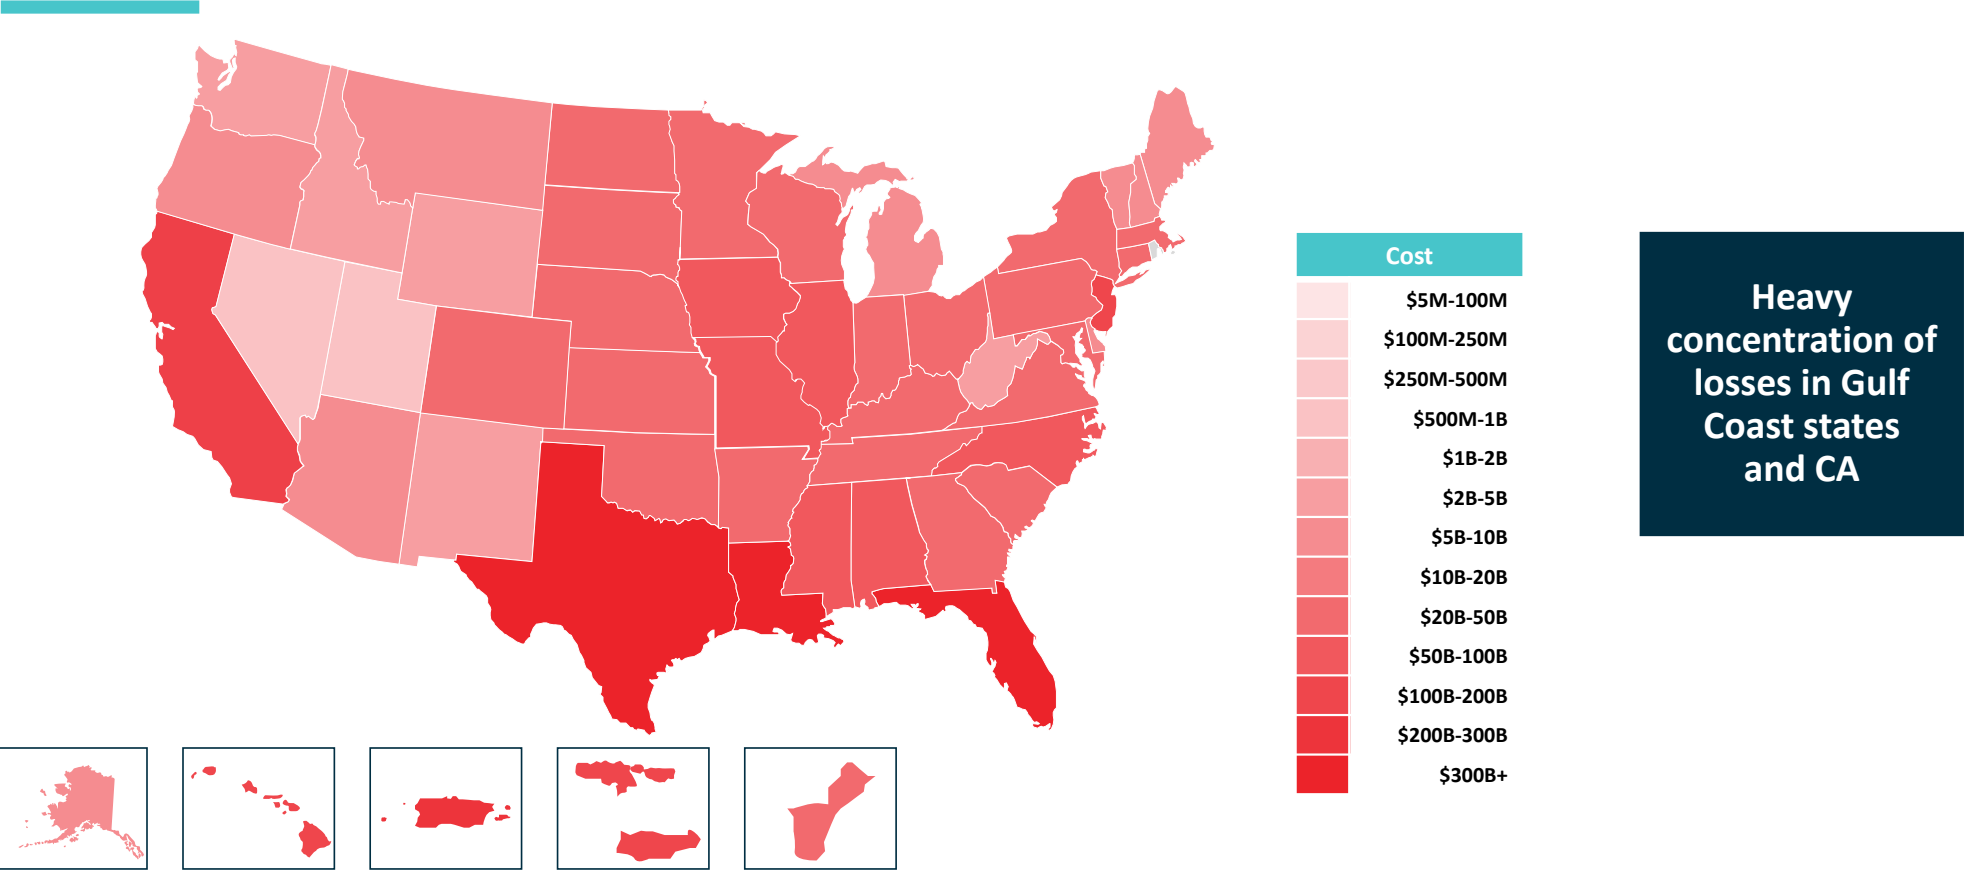 Cost
$5M-100M
$100M-250M
$250M-500M
$500M-1B
$1B-2B
$2B-5B
$5B-10B
$10B-20B
$20B-50B
$50B-100B
$100B-200B
$200B-300B
$300B+
Heavy
concentration of
losses in Gulf
Coast states
and CA